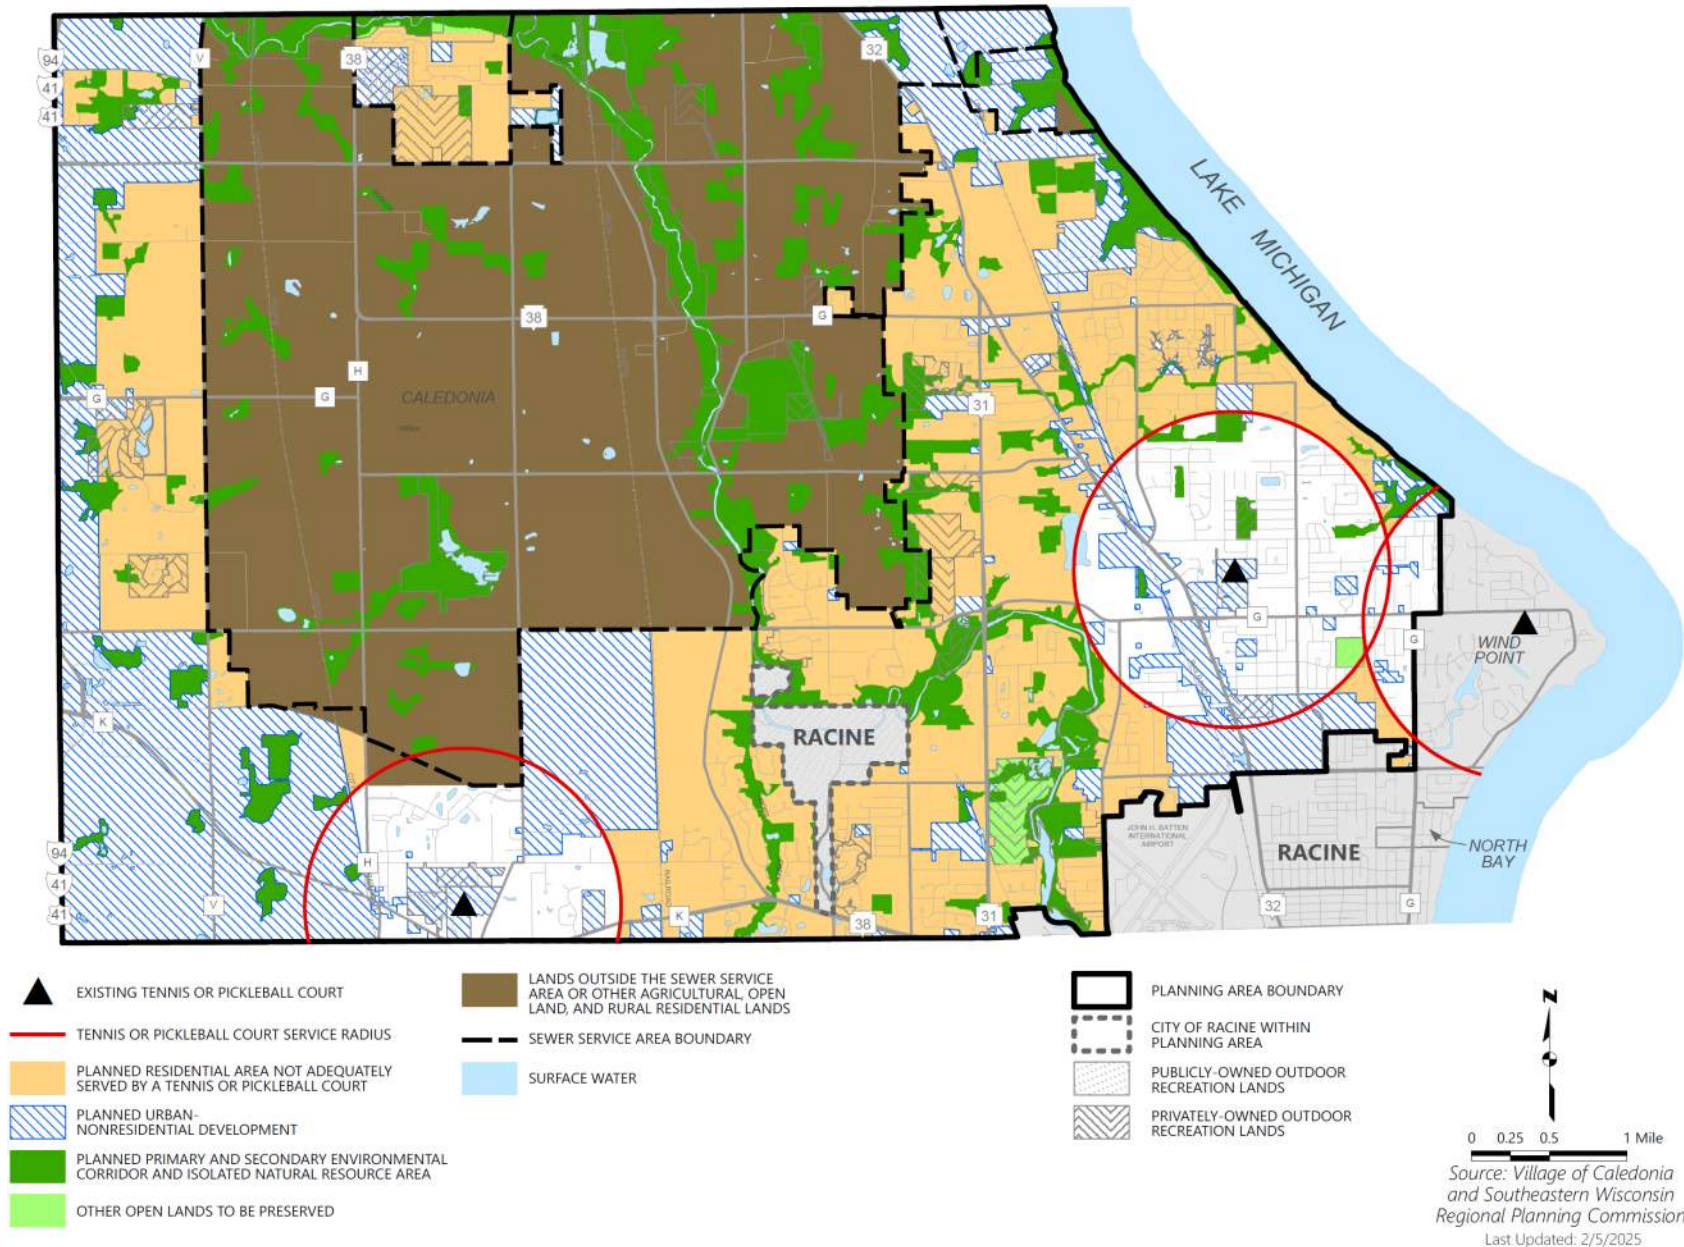 94
41
41
V
38
32
LAKE
MICHIGAN
38
G
H
G
G
CALEDONIA
31
G
G
WIND
POINT
K
RACINE
JOHN H. BATTEN
INTERNATIONAL
AIRPORT
RACINE
NORTH
BAY
94
41
41
H
V
RAILROAD
K
38
31
32
G
EXISTING TENNIS OR PICKLEBALL COURT
TENNIS OR PICKLEBALL COURT SERVICE RADIUS
PLANNED RESIDENTIAL AREA NOT ADEQUATELY
SERVED BY A TENNIS OR PICKLEBALL COURT
PLANNED URBAN-
NONRESIDENTIAL DEVELOPMENT
PLANNED PRIMARY AND SECONDARY ENVIRONMENTAL
CORRIDOR AND ISOLATED NATURAL RESOURCE AREA
OTHER OPEN LANDS TO BE PRESERVED
LANDS OUTSIDE THE SEWER SERVICE
AREA OR OTHER AGRICULTURAL, OPEN
LAND, AND RURAL RESIDENTIAL LANDS
SEWER SERVICE AREA BOUNDARY
SURFACE WATER
PLANNING AREA BOUNDARY
CITY OF RACINE WITHIN
PLANNING AREA
PUBLICLY-OWNED OUTDOOR
RECREATION LANDS
PRIVATELY-OWNED OUTDOOR
RECREATION LANDS
N
0 0.25 0.5 1 Mile
Source: Village of Caledonia
and Southeastern Wisconsin
Regional Planning Commission
Last Updated: 2/5/2025